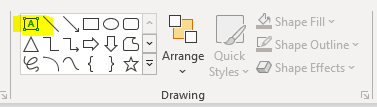 A
Arrange
Quick
Styles
Shape Fill
Shape Outline
Shape Effects
Drawing